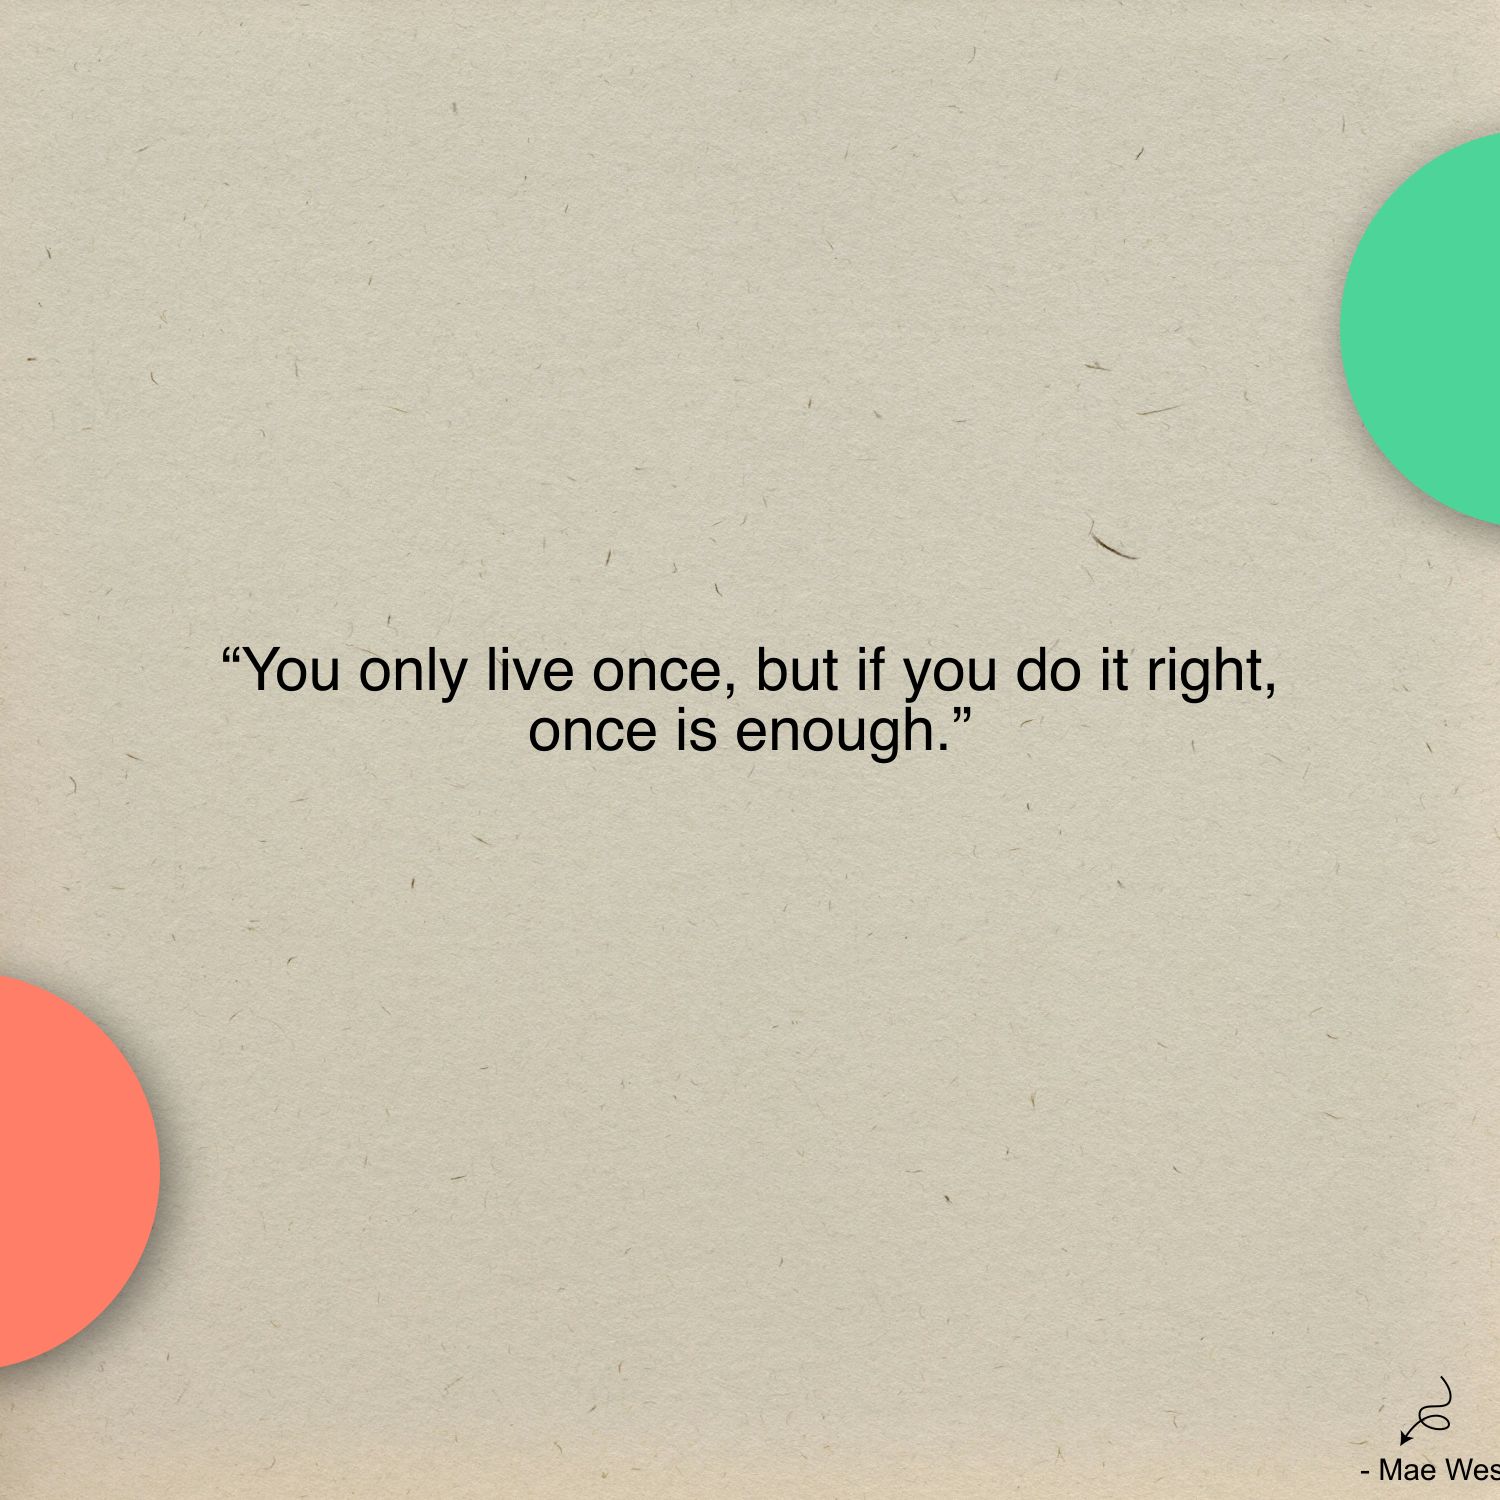 “You only live once, but if you do it right,
once is enough.”
- Mae Wes